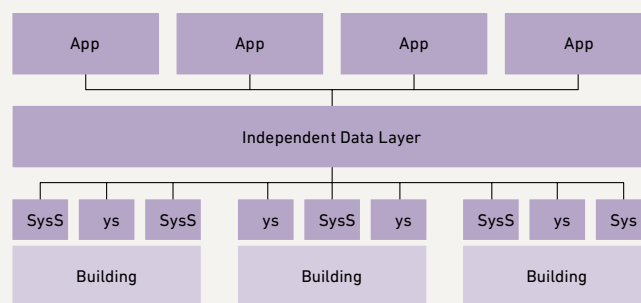 App App App App
Independent Data Layer
SysS ys SysS ys SysS ys SysS ys Sys
Building Building Building